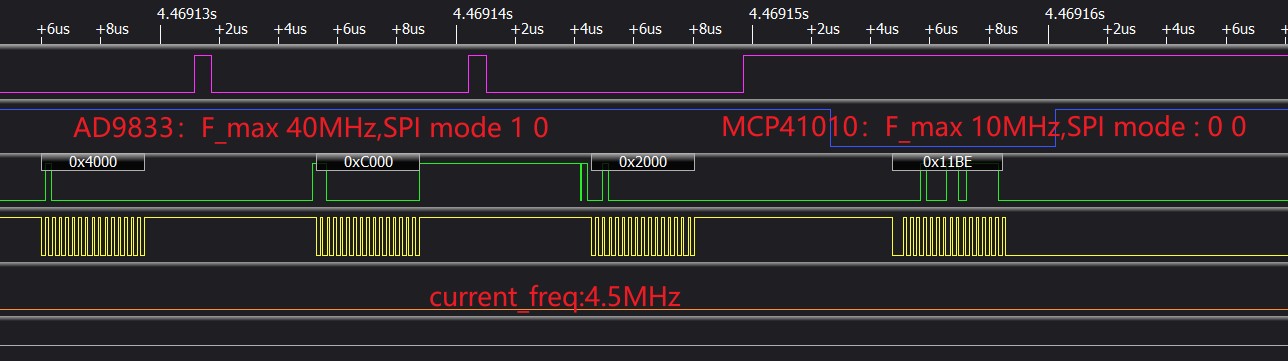 4.46913s 4.46914s 4.46915s 4.46916s
+6us +8us +2us +4us +6us +8us +2us +4us +6us +8us +2us +4us +6us +8us +2us +4us +6us
AD9833：F_max 40MHz,SPI mode 1 0 MCP41010：F_max 10MHz,SPI mode : 0 0
0x4000 0xC000 0x2000 0x11BE
current_freq:4.5MHz